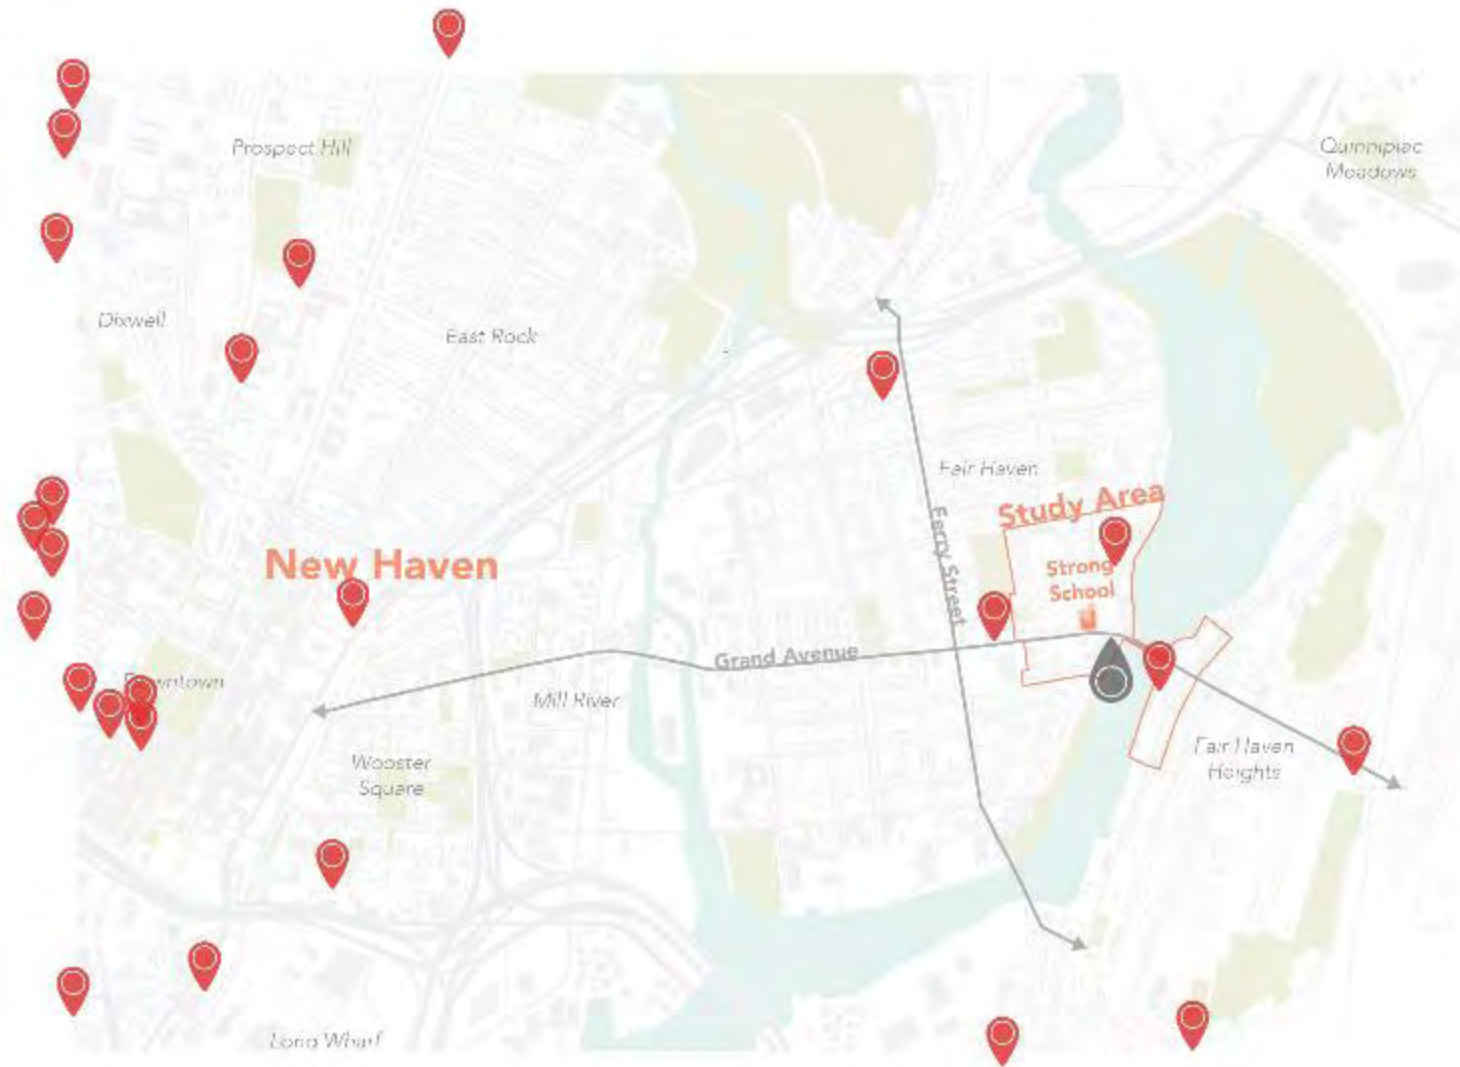 Prospect Hill
Quinnipiac
Meadows
Dixwell
East Rock
Fair Haven
Study Area
Ferry Street
New Haven
Strong
School
Grand Avenue
Downtown
Mill River
Fair Haven
Heights
Wooster
Square
Long Wharf